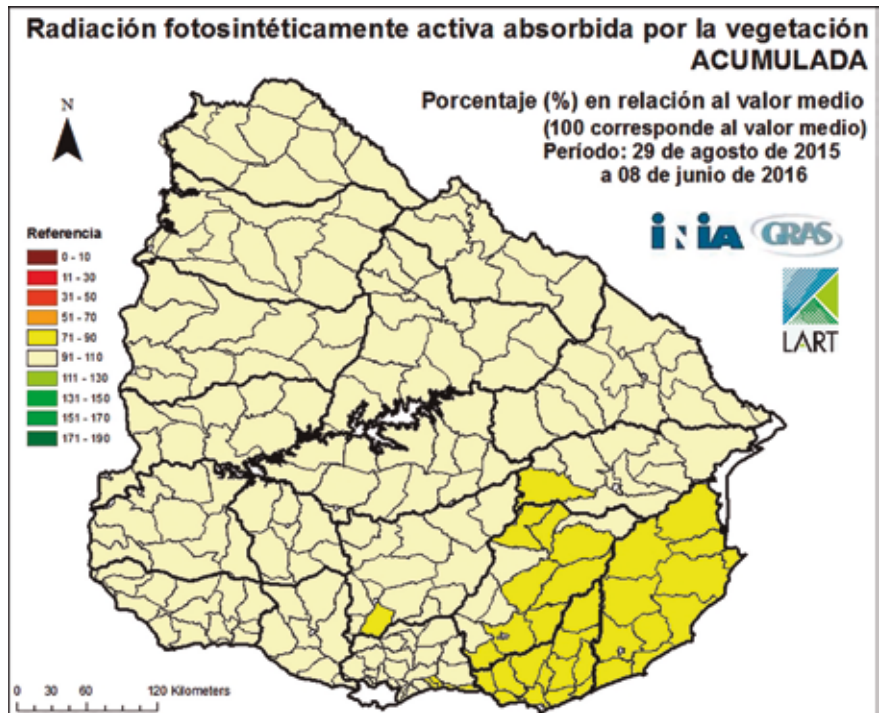 Radiación fotosintéticamente activa absorbida por la vegetación
ACUMULADA
Porcentaje (%) en relación al valor medio
(100 corresponde al valor medio)
Período: 29 de agosto de 2015
a 08 de junio de 2016
N
iNiA GRAS
LART
Referencia
0 - 10
11 - 30
31 - 50
51 - 70
71 - 90
91 - 110
111 - 130
131 - 150
151 - 170
171 - 190
0 30 60 120 Kilometers